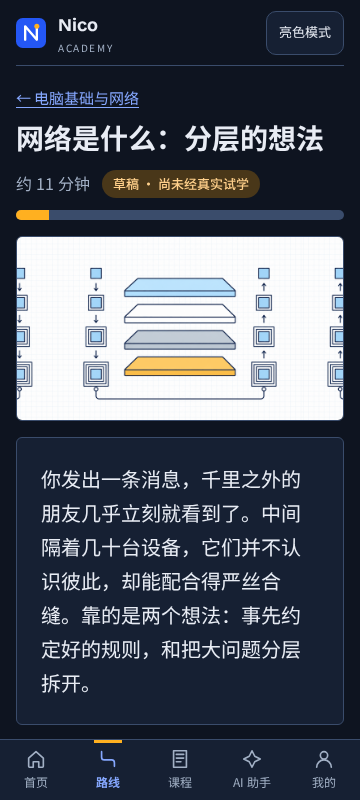 Nico
ACADEMY
亮色模式
← 电脑基础与网络
网络是什么：分层的想法
约 11 分钟
草稿 · 尚未经真实试学
你发出一条消息，千里之外的
朋友几乎立刻就看到了。中间
隔着几十台设备，它们并不认
识彼此，却能配合得严丝合
缝。靠的是两个想法：事先约
定好的规则，和把大问题分层
拆开。
首页
路线
课程
AI 助手
我的